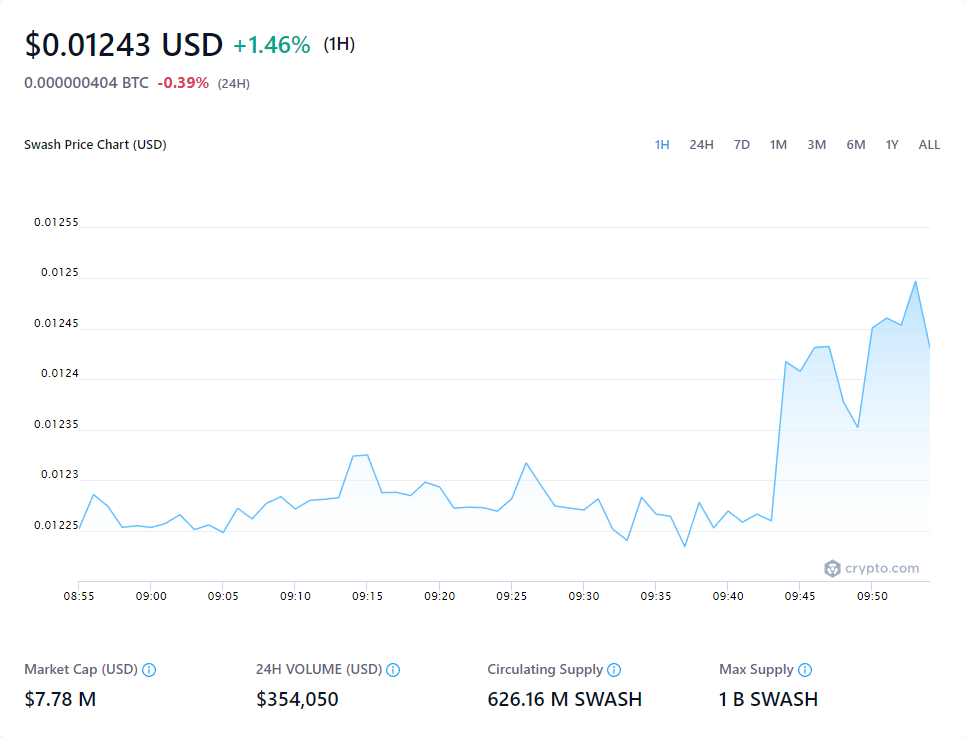 $0.01243 USD +1.46% (1H)
0.000000404 BTC -0.39% (24H)
Swash Price Chart (USD) 1H 24H 7D 1M 3M 6M 1Y ALL
0.01255
0.0125
0.01245
0.0124
0.01235
0.0123
0.01225
crypto.com
08:55 09:00 09:05 09:10 09:15 09:20 09:25 09:30 09:35 09:40 09:45 09:50
Market Cap (USD) 24H VOLUME (USD) Circulating Supply Max Supply
$7.78 M $354,050 626.16 M SWASH 1 B SWASH